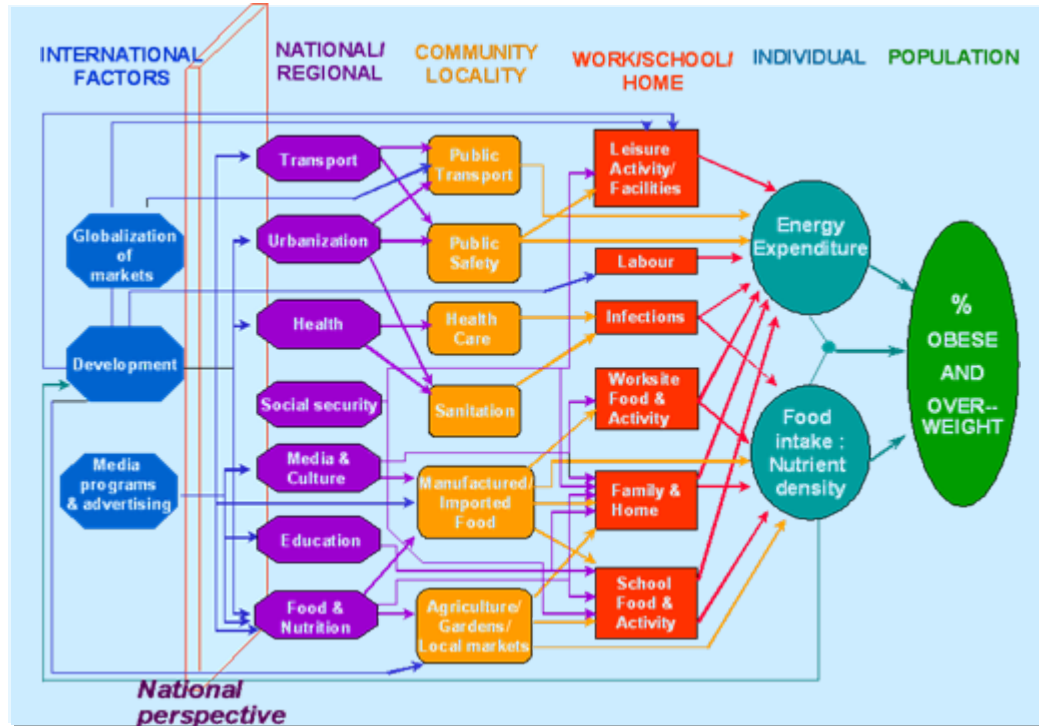 INTERNATIONAL
FACTORS
NATIONAL/
REGIONAL
COMMUNITY
LOCALITY
WORK/SCHOOL/
HOME
INDIVIDUAL
POPULATION
Globalization
of
markets
Development
Media
programs
& advertising
Transport
Urbanization
Health
Social security
Media &
Culture
Education
Food &
Nutrition
Public
Transport
Public
Safety
Health
Care
Sanitation
Manufactured/
Imported
Food
Agriculture/
Gardens/
Local markets
Leisure
Activity/
Facilities
Labour
Infections
Worksite
Food &
Activity
Family &
Home
School
Food &
Activity
Energy
Expenditure
Food
intake :
Nutrient
density
%
OBESE
AND
OVER--
WEIGHT
National
perspective